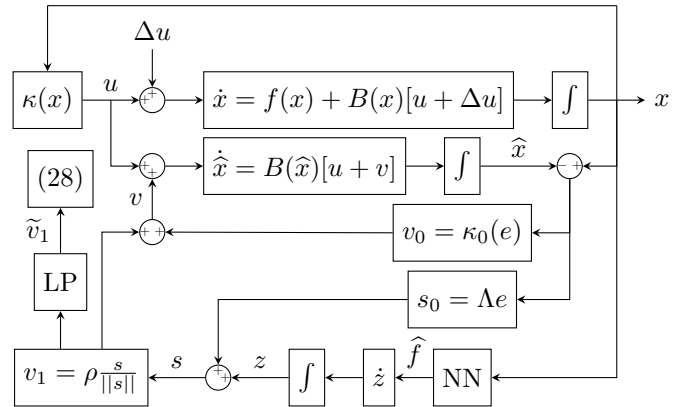 Δu
κ(x)
u
+ +
ẋ = f(x) + B(x)[u + Δu]
∫
x
(28)
+ +
x̂̇ = B(x̂)[u + v]
∫
x̂
− +
v
ṽ₁
+ +
v₀ = κ₀(e)
LP
s₀ = Λe
v₁ = ρ s/||s||
s
+ +
z
∫
ż
f̂
NN